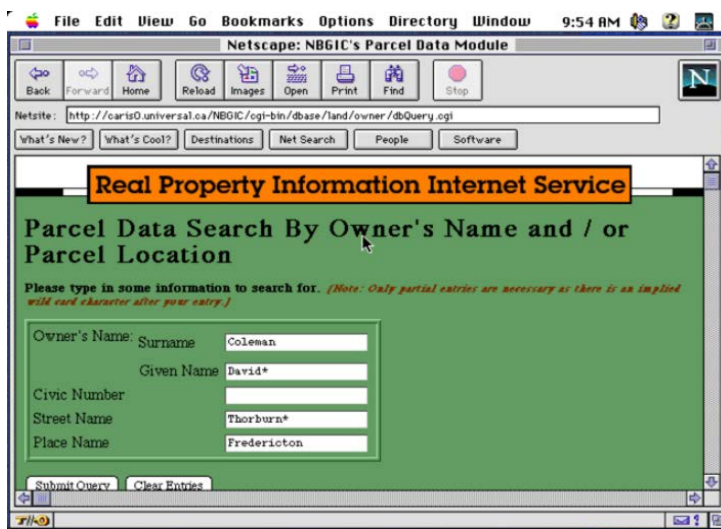 File Edit View Go Bookmarks Options Directory Window 9:54 AM
Netscape: NBGIC's Parcel Data Module
Back Forward Home Reload Images Open Print Find Stop
N
Netsite: http://caris0.universal.ca/NBGIC/cgi-bin/dbase/land/owner/dbQuery.cgi
What's New? What's Cool? Destinations Net Search People Software
Real Property Information Internet Service
Parcel Data Search By Owner's Name and / or
Parcel Location
Please type in some information to search for. (Note: Only partial entries are necessary as there is an implied
wild card character after your entry.)
Owner's Name: Surname Coleman
Given Name David*
Civic Number
Street Name Thorburn*
Place Name Fredericton
Submit Query Clear Entries